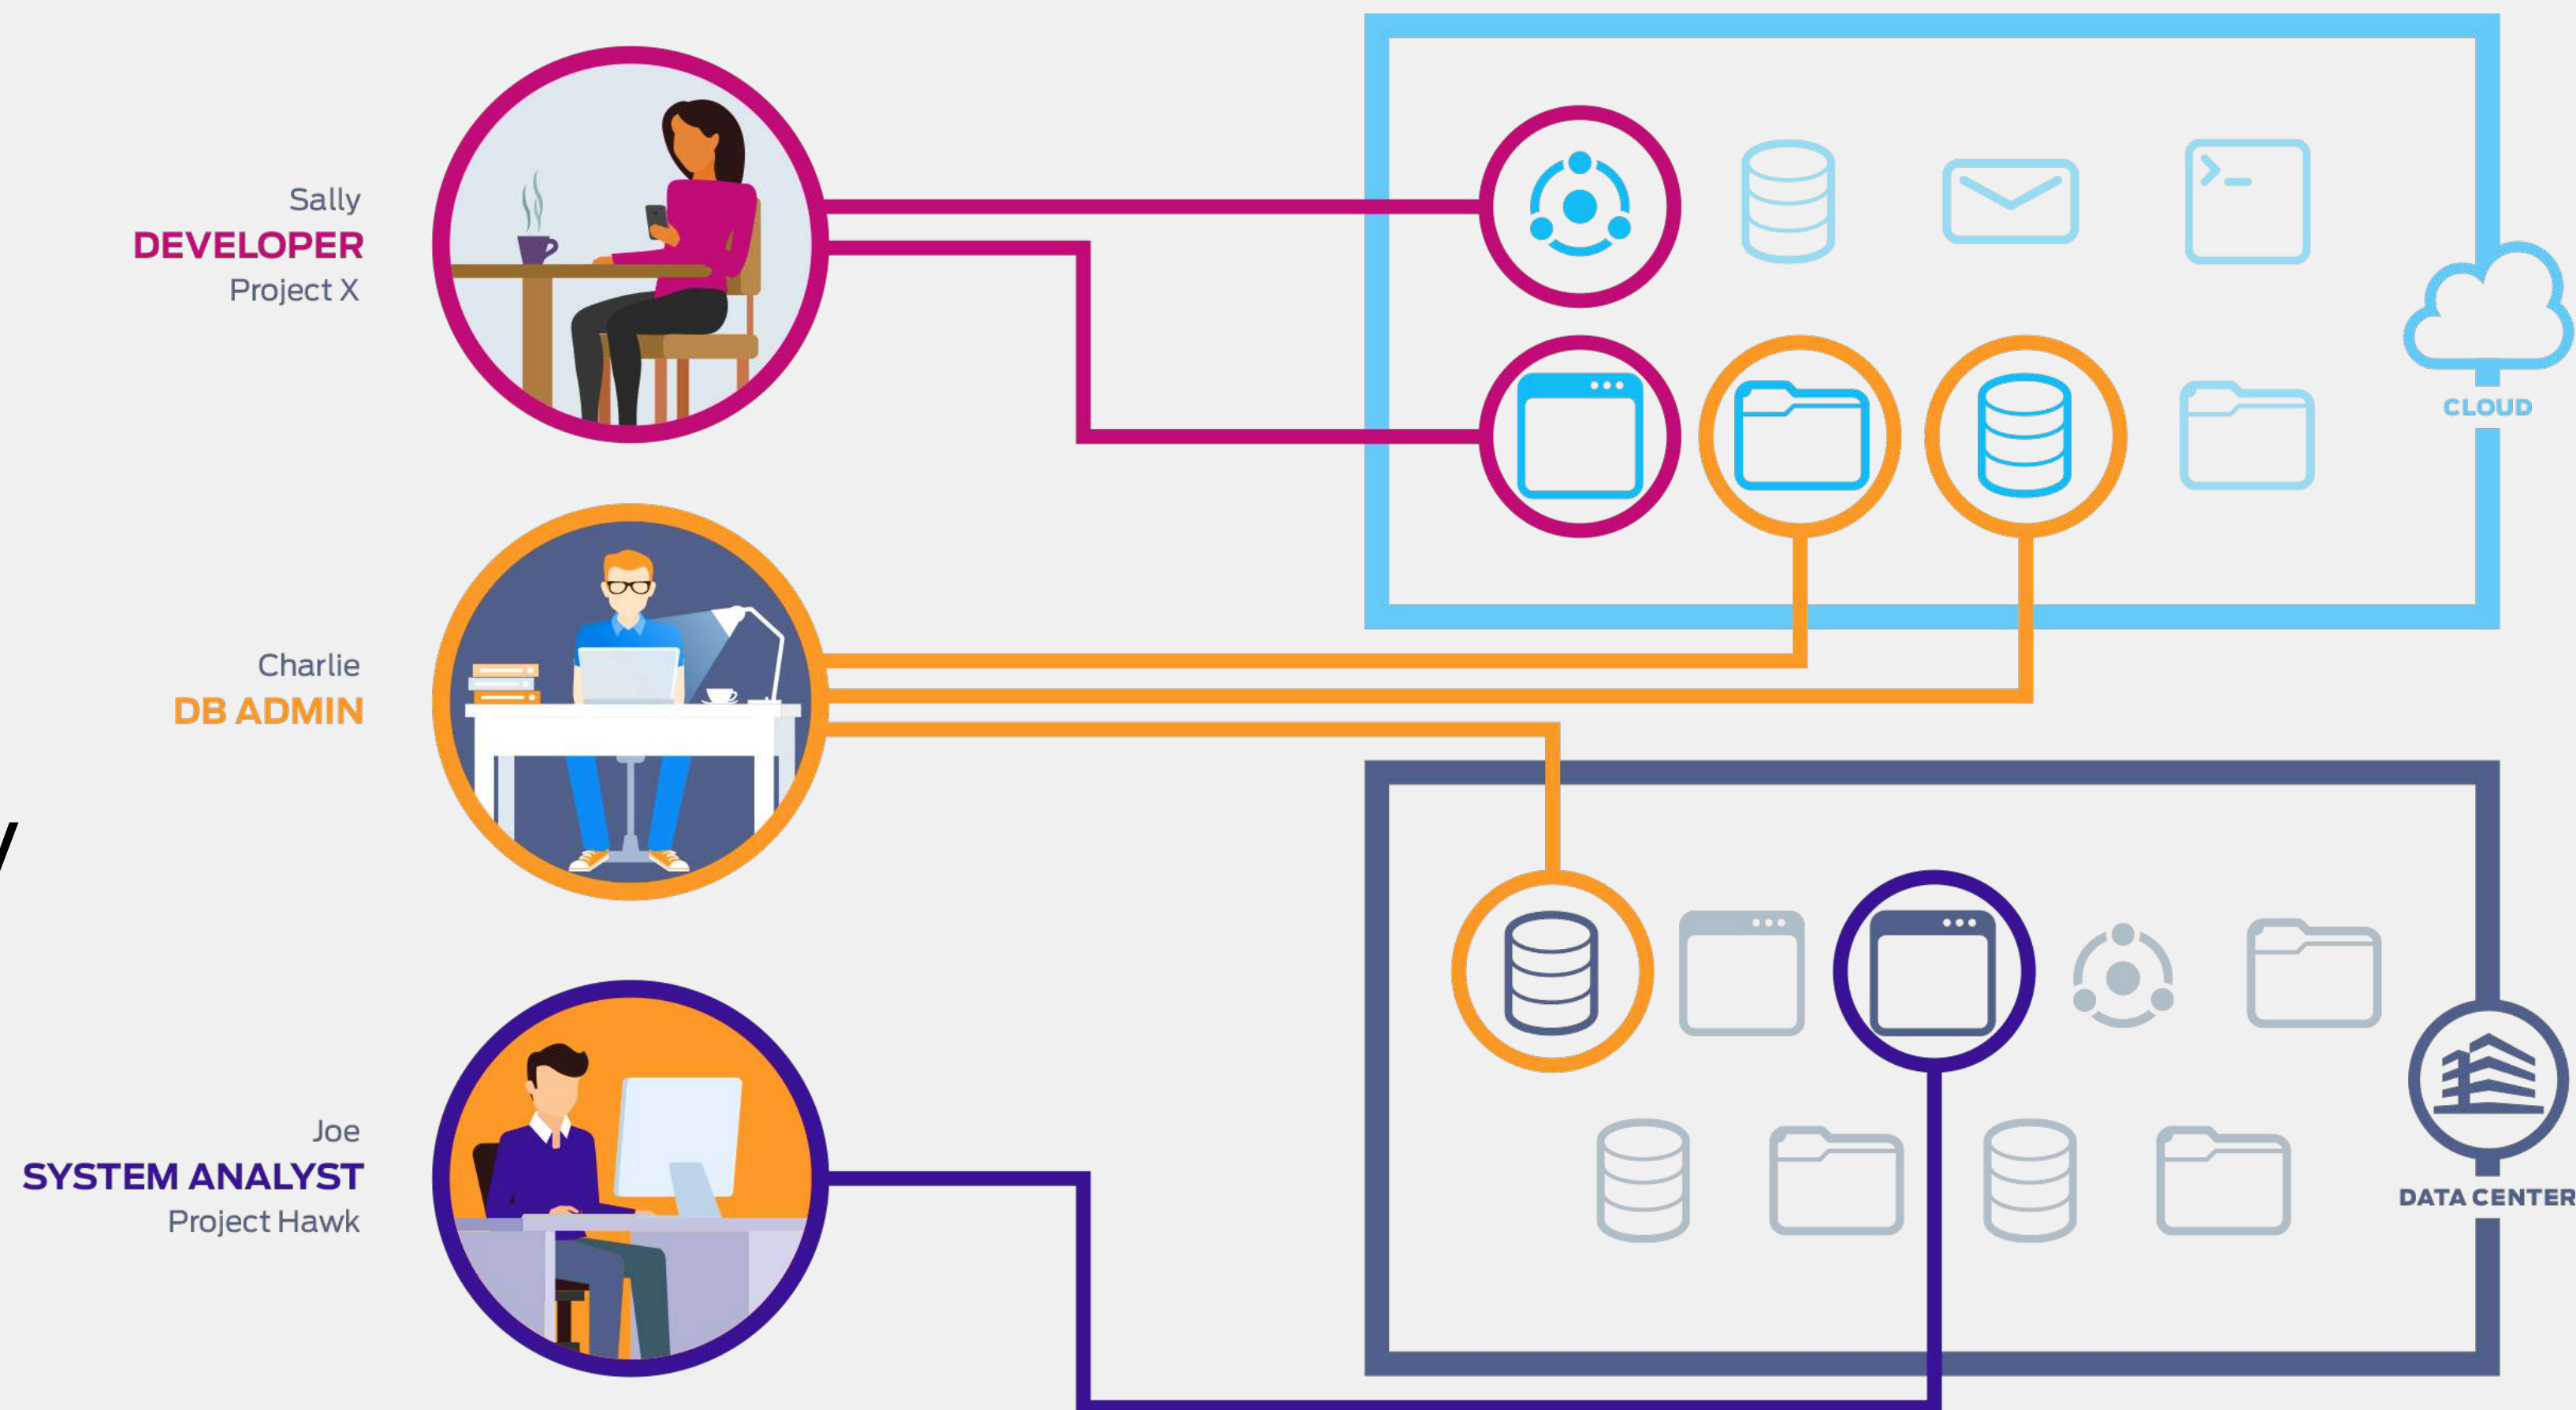 Sally
DEVELOPER
Project X
CLOUD
Charlie
DB ADMIN
Joe
SYSTEM ANALYST
Project Hawk
DATA CENTER